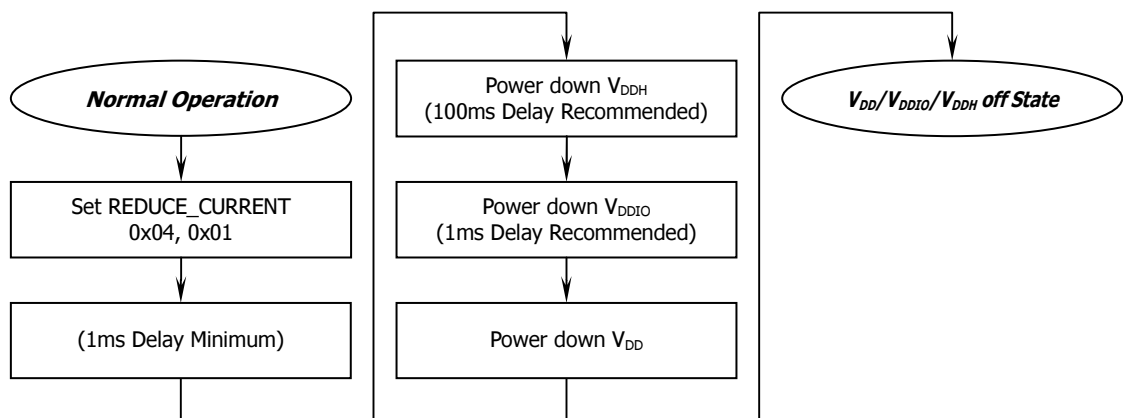 Normal Operation
Set REDUCE_CURRENT
0x04, 0x01
(1ms Delay Minimum)
Power down VDDH
(100ms Delay Recommended)
Power down VDDIO
(1ms Delay Recommended)
Power down VDD
VDD/VDDIO/VDDH off State